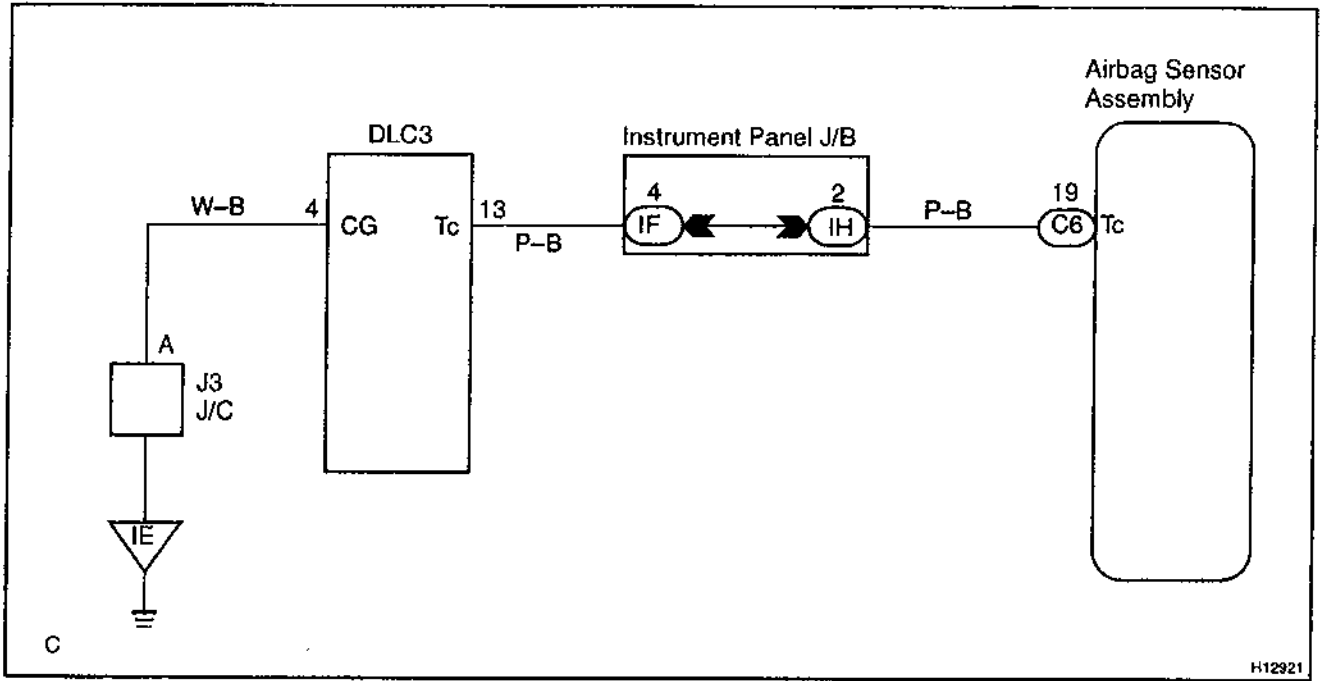 Airbag Sensor
Assembly
DLC3
Instrument Panel J/B
W–B
4
CG
Tc
13
P–B
4
IF
2
IH
P–B
19
C6
Tc
A
J3
J/C
IE
C
H12921